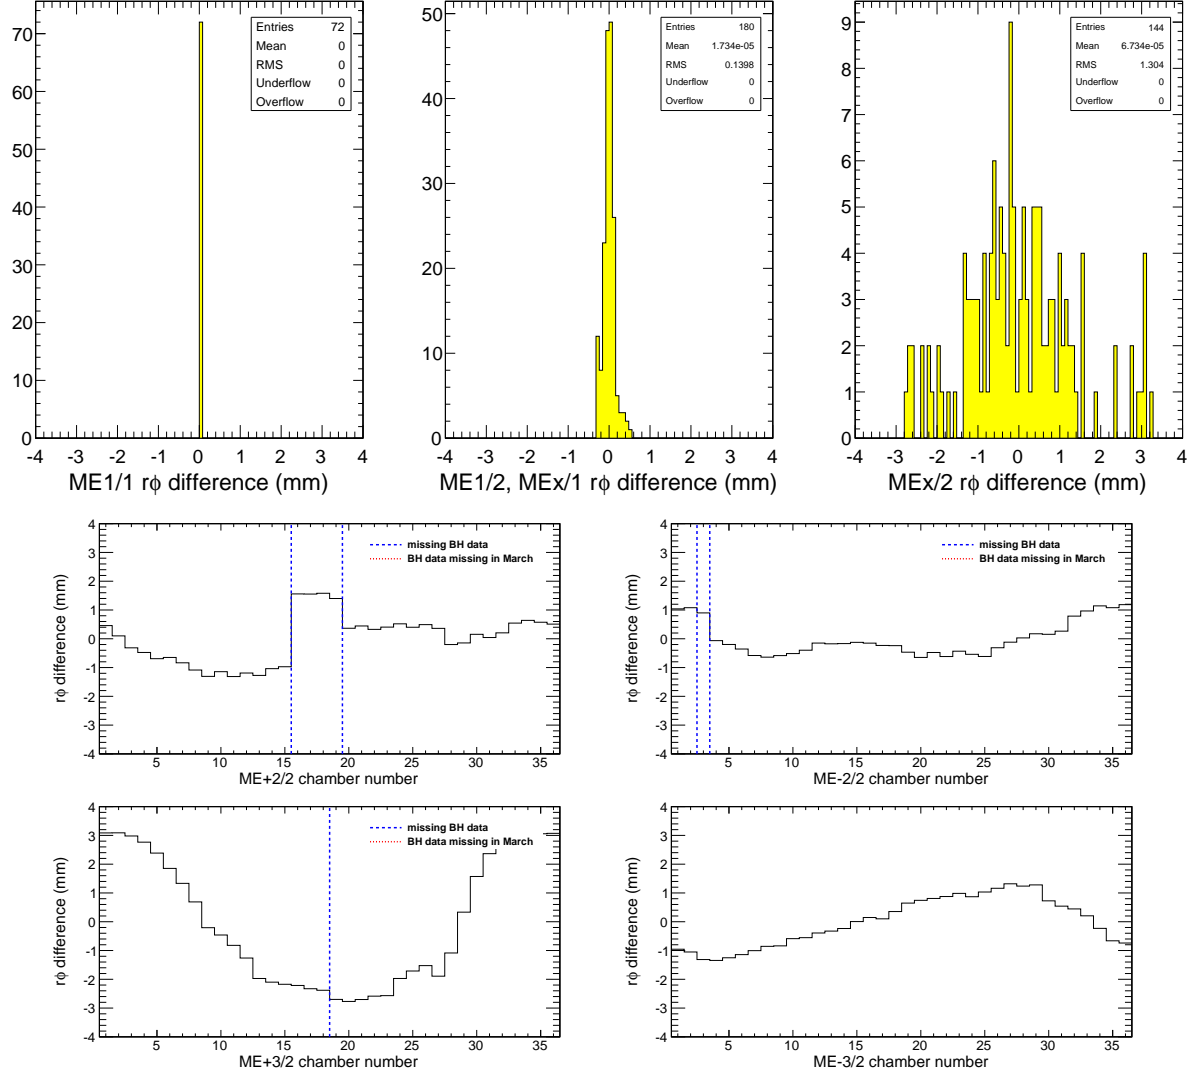 Entries 72
Mean 0
RMS 0
Underflow 0
Overflow 0
70
60
50
40
30
20
10
0
-4 -3 -2 -1 0 1 2 3 4
ME1/1 rϕ difference (mm)
Entries 180
Mean 1.734e-05
RMS 0.1398
Underflow 0
Overflow 0
50
40
30
20
10
0
-4 -3 -2 -1 0 1 2 3 4
ME1/2, MEx/1 rϕ difference (mm)
Entries 144
Mean 6.734e-05
RMS 1.304
Underflow 0
Overflow 0
9
8
7
6
5
4
3
2
1
0
-4 -3 -2 -1 0 1 2 3 4
MEx/2 rϕ difference (mm)
missing BH data
BH data missing in March
rϕ difference (mm)
4
3
2
1
0
-1
-2
-3
-4
5 10 15 20 25 30 35
ME+2/2 chamber number
missing BH data
BH data missing in March
rϕ difference (mm)
4
3
2
1
0
-1
-2
-3
-4
5 10 15 20 25 30 35
ME-2/2 chamber number
missing BH data
BH data missing in March
rϕ difference (mm)
4
3
2
1
0
-1
-2
-3
-4
5 10 15 20 25 30 35
ME+3/2 chamber number
rϕ difference (mm)
4
3
2
1
0
-1
-2
-3
-4
5 10 15 20 25 30 35
ME-3/2 chamber number